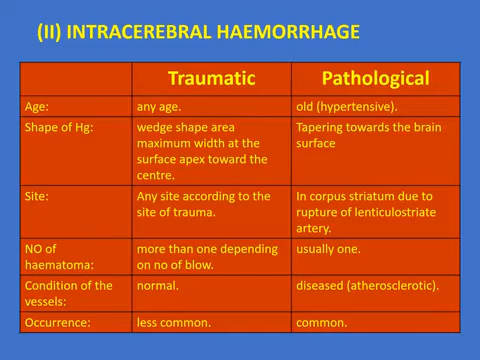 (II) INTRACEREBRAL HAEMORRHAGE
Traumatic Pathological
Age: any age. old (hypertensive).
Shape of Hg: wedge shape area Tapering towards the brain
maximum width at the surface
surface apex toward the
centre.
Site: Any site according to the In corpus striatum due to
site of trauma. rupture of lenticulostriate
artery.
NO of more than one depending usually one.
haematoma: on no of blow.
Condition of the normal. diseased (atherosclerotic).
vessels:
Occurrence: less common. common.